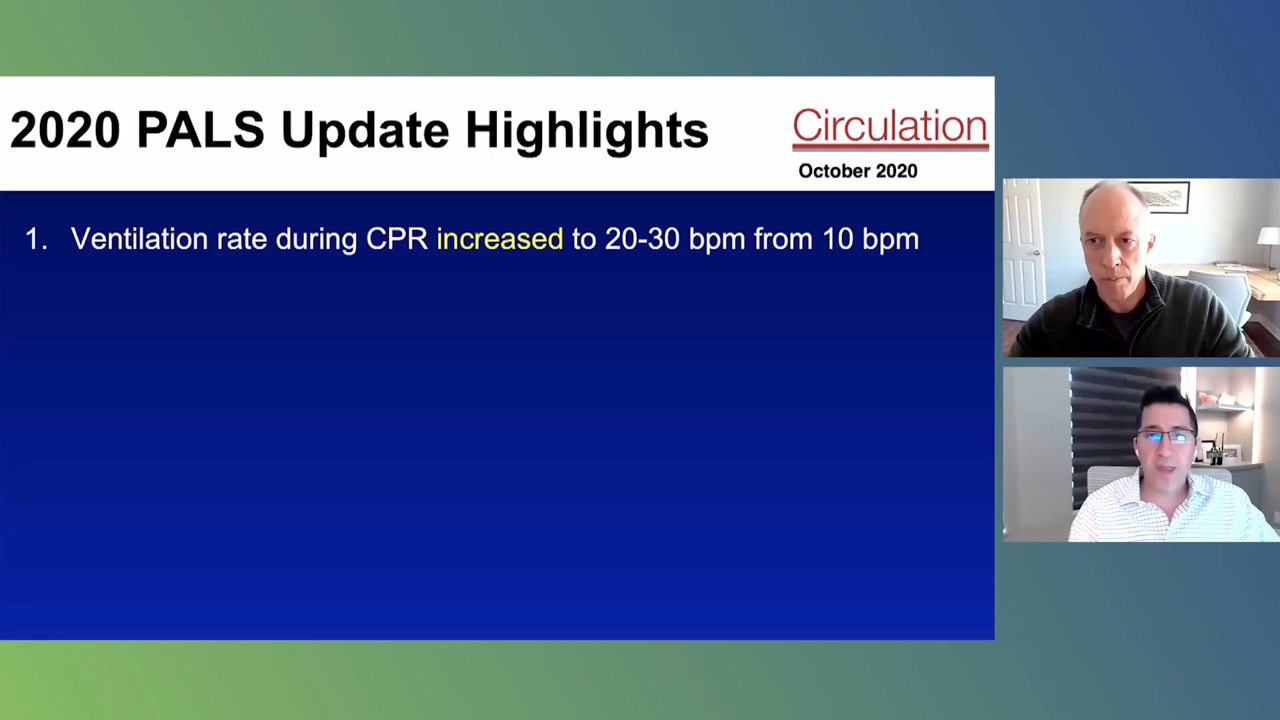 2020 PALS Update Highlights
Circulation
October 2020
1. Ventilation rate during CPR increased to 20-30 bpm from 10 bpm